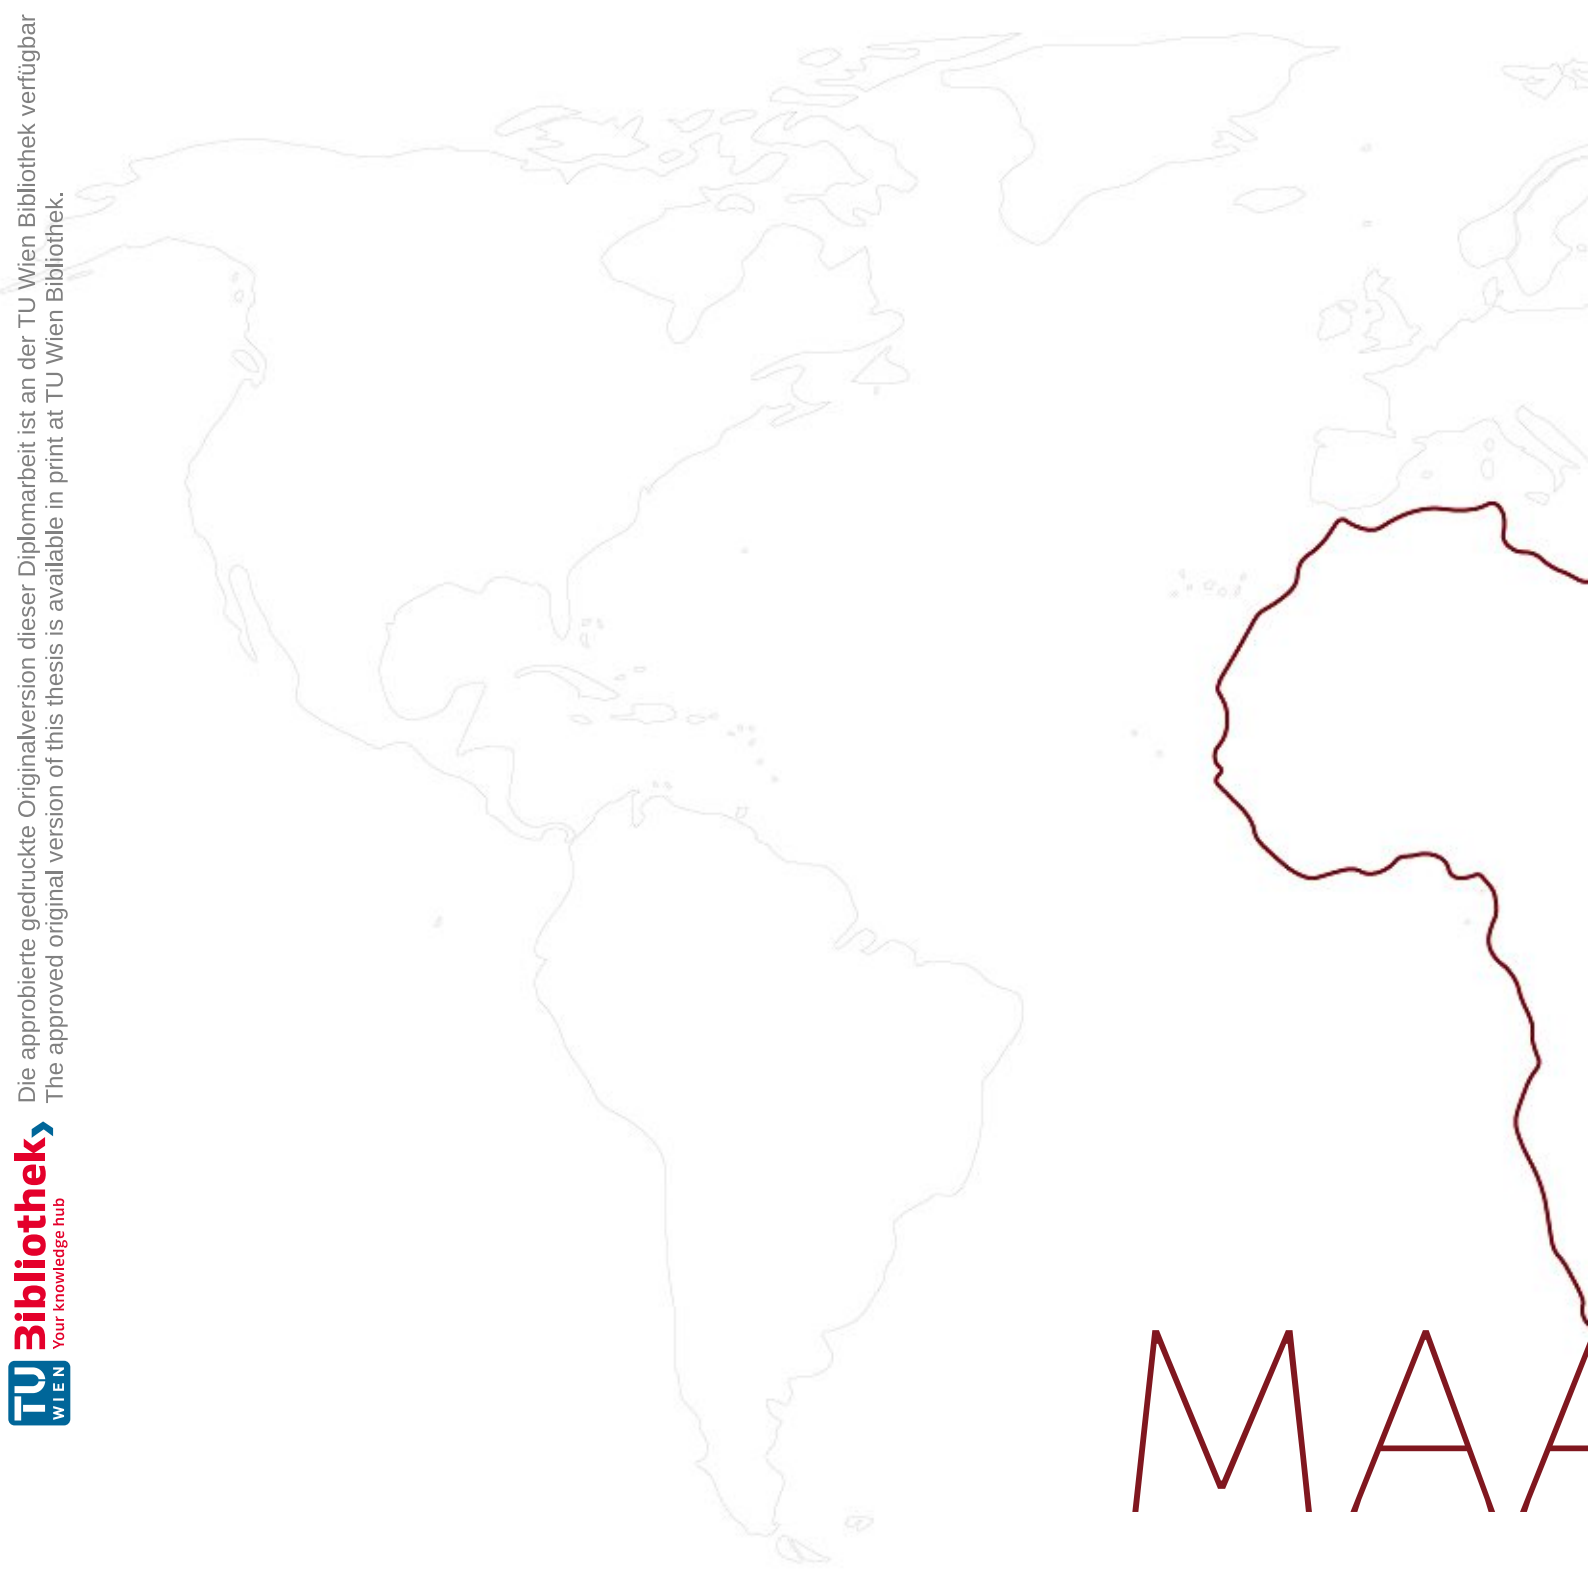 Die approbierte gedruckte Originalversion dieser Diplomarbeit ist an der TU Wien Bibliothek verfügbar
The approved original version of this thesis is available in print at TU Wien Bibliothek.
Bibliothek
Your knowledge hub
TU
WIEN
MAA